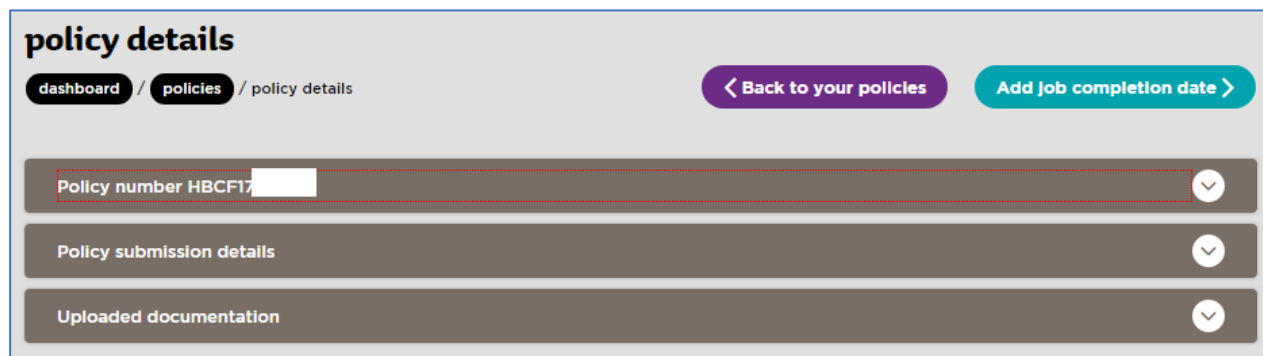 policy details
dashboard / policies / policy details
Back to your policies
Add job completion date
Policy number HBCF17
Policy submission details
Uploaded documentation